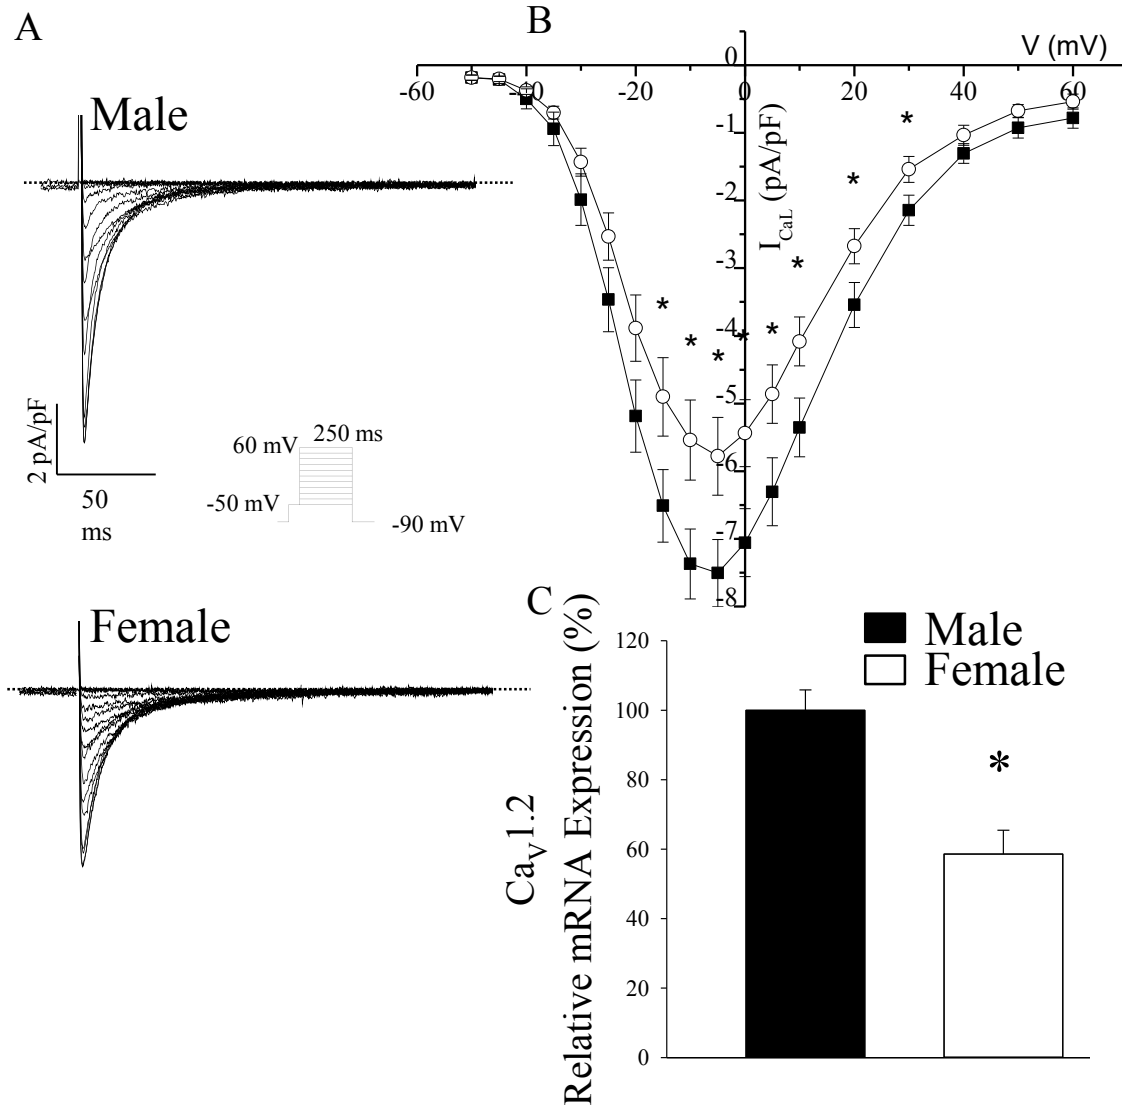 A
Male
2 pA/pF
50
ms
60 mV
250 ms
-50 mV
-90 mV
Female
B
V (mV)
-60 -40 -20 0 20 40 60
0
-1
-2
-3
-4
-5
-6
-7
-8
I_CaL (pA/pF)
* * * * * * * *
C
Male
Female
Ca_V1.2
Relative mRNA Expression (%)
120
100
80
60
40
20
0
*